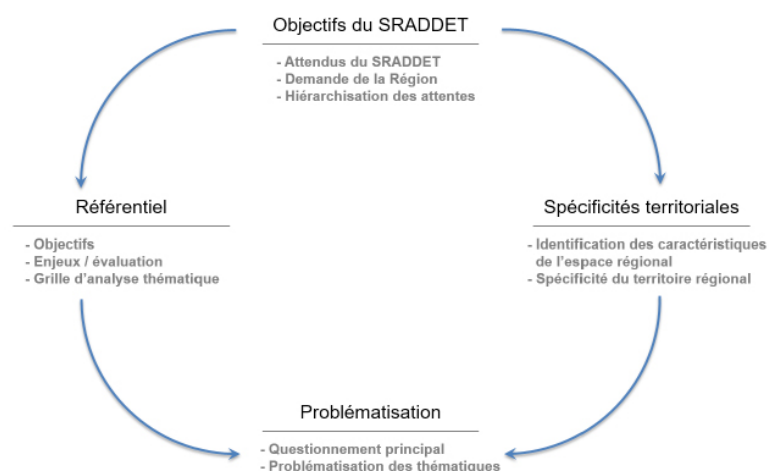 Objectifs du SRADDET
- Attendus du SRADDET
- Demande de la Région
- Hiérarchisation des attentes
Référentiel
- Objectifs
- Enjeux / évaluation
- Grille d'analyse thématique
Spécificités territoriales
- Identification des caractéristiques
de l'espace régional
- Spécificité du territoire régional
Problématisation
- Questionnement principal
- Problématisation des thématiques